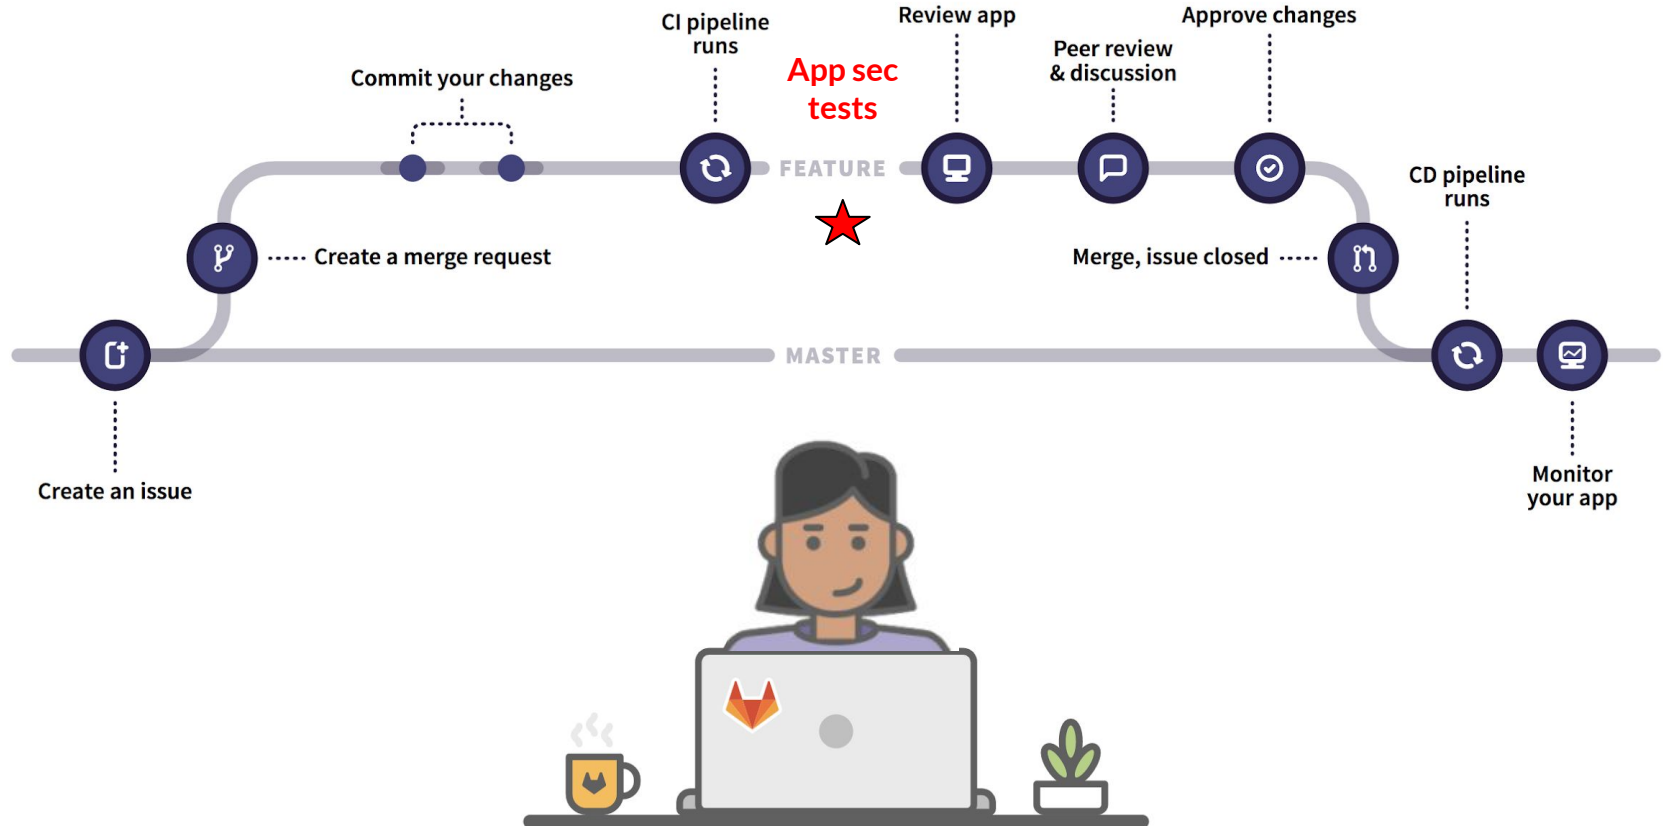 CI pipeline
runs
Review app
Approve changes
Peer review
& discussion
App sec
tests
Commit your changes
FEATURE
CD pipeline
runs
Create a merge request
Merge, issue closed
MASTER
Create an issue
Monitor
your app